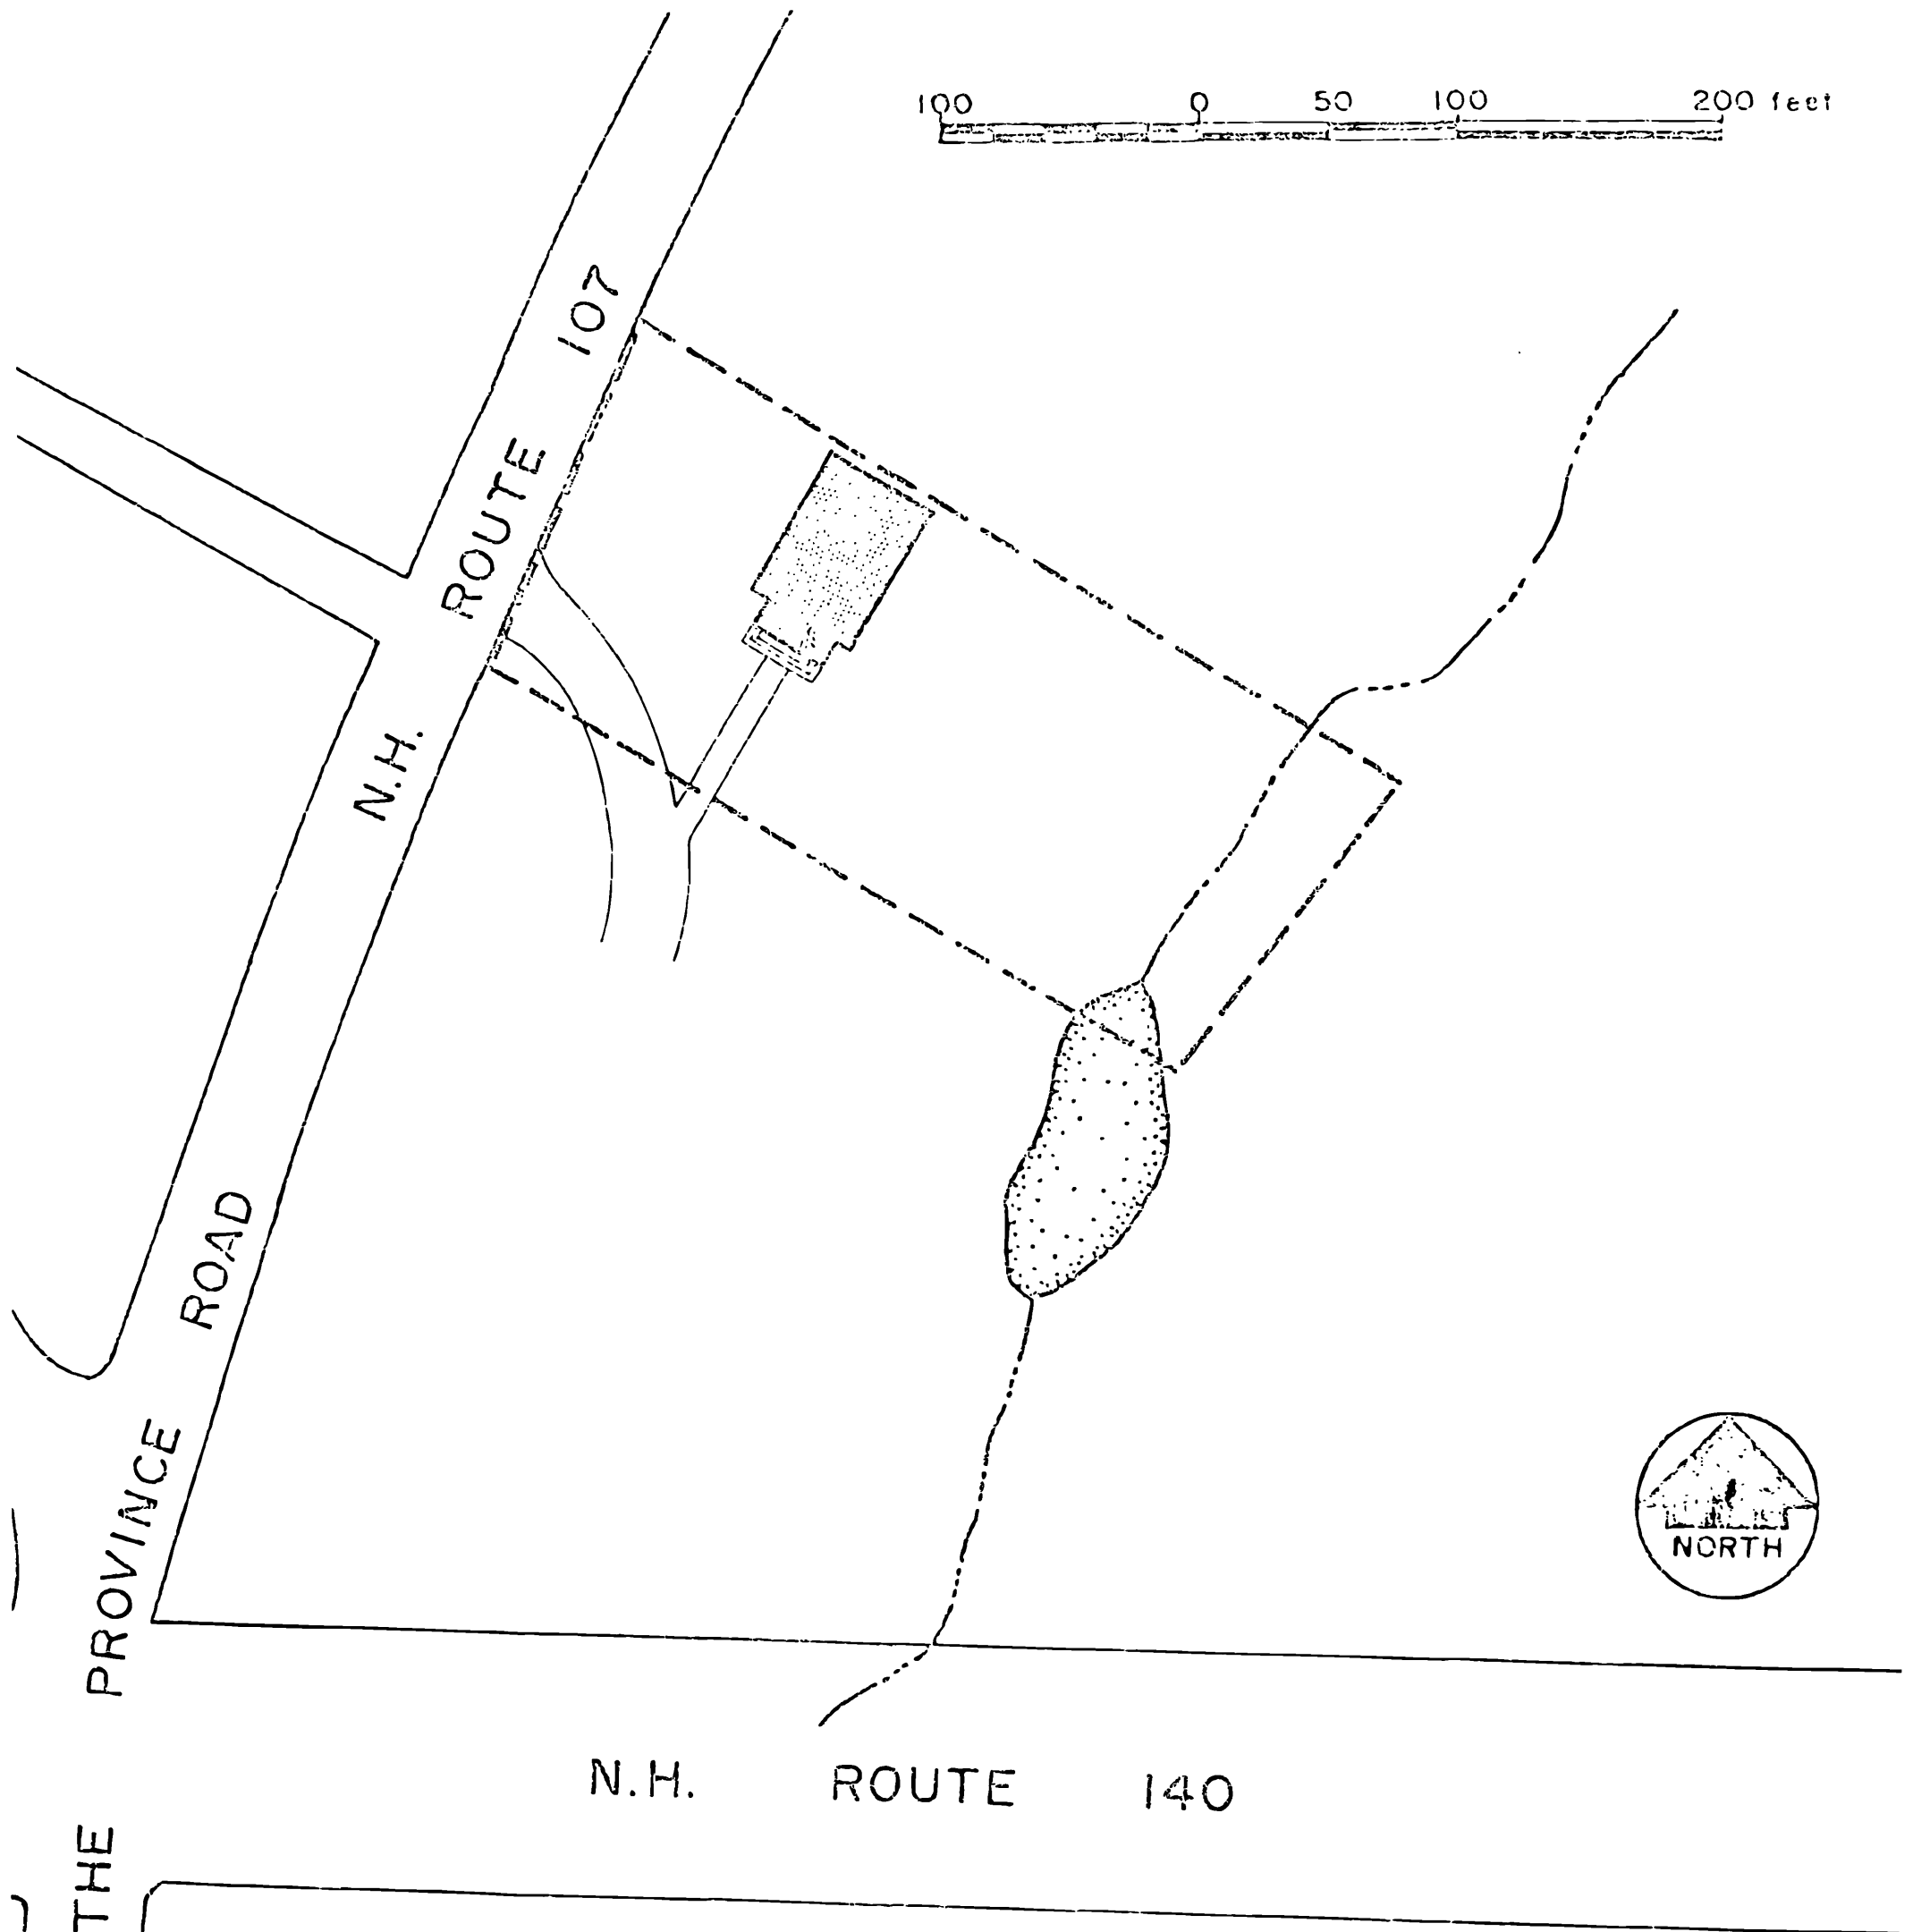 100 0 50 100 200 feet
N.H. ROUTE 107
THE PROVINCE ROAD
NORTH
N.H. ROUTE 140